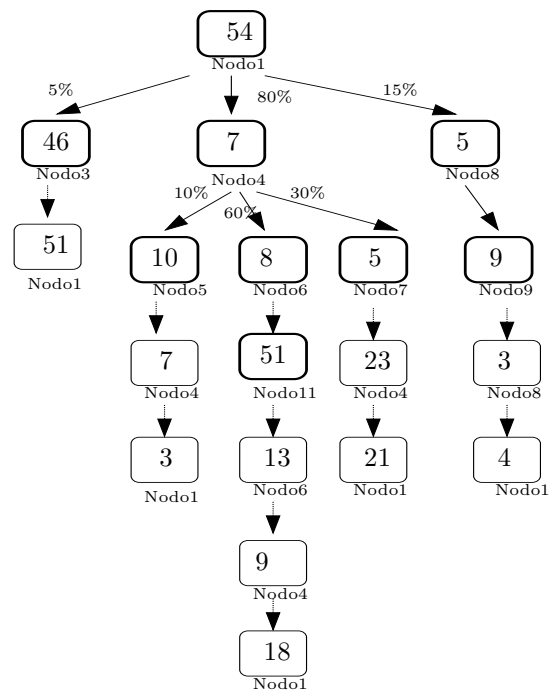 54
Nodo1
5% 80% 15%
46 7 5
Nodo3 Nodo4 Nodo8
10% 60% 30%
51
Nodo1
10 8 5 9
Nodo5 Nodo6 Nodo7 Nodo9
7 51 23 3
Nodo4 Nodo11 Nodo4 Nodo8
3 13 21 4
Nodo1 Nodo6 Nodo1 Nodo1
9
Nodo4
18
Nodo1